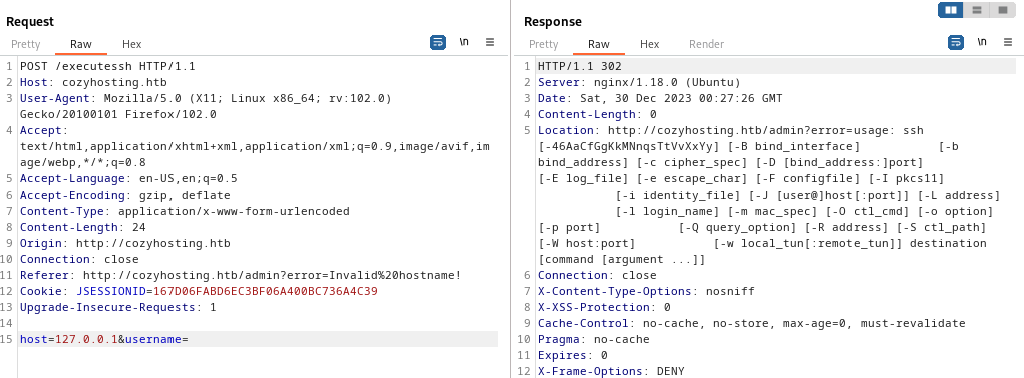 Request
Pretty Raw Hex
\n
1 POST /executessh HTTP/1.1
2 Host: cozyhosting.htb
3 User-Agent: Mozilla/5.0 (X11; Linux x86_64; rv:102.0)
Gecko/20100101 Firefox/102.0
4 Accept:
text/html,application/xhtml+xml,application/xml;q=0.9,image/avif,im
age/webp,*/*;q=0.8
5 Accept-Language: en-US,en;q=0.5
6 Accept-Encoding: gzip, deflate
7 Content-Type: application/x-www-form-urlencoded
8 Content-Length: 24
9 Origin: http://cozyhosting.htb
10 Connection: close
11 Referer: http://cozyhosting.htb/admin?error=Invalid%20hostname!
12 Cookie: JSESSIONID=167D06FABD6EC3BF06A400BC736A4C39
13 Upgrade-Insecure-Requests: 1
14
15 host=127.0.0.1&username=
Response
Pretty Raw Hex Render
\n
1 HTTP/1.1 302
2 Server: nginx/1.18.0 (Ubuntu)
3 Date: Sat, 30 Dec 2023 00:27:26 GMT
4 Content-Length: 0
5 Location: http://cozyhosting.htb/admin?error=usage: ssh
[-46AaCfGgKkMNnqsTtVvXxYy] [-B bind_interface] [-b
bind_address] [-c cipher_spec] [-D [bind_address:]port]
[-E log_file] [-e escape_char] [-F configfile] [-I pkcs11]
[-i identity_file] [-J [user@]host[:port]] [-L address]
[-l login_name] [-m mac_spec] [-O ctl_cmd] [-o option]
[-p port] [-Q query_option] [-R address] [-S ctl_path]
[-W host:port] [-w local_tun[:remote_tun]] destination
[command [argument ...]]
6 Connection: close
7 X-Content-Type-Options: nosniff
8 X-XSS-Protection: 0
9 Cache-Control: no-cache, no-store, max-age=0, must-revalidate
10 Pragma: no-cache
11 Expires: 0
12 X-Frame-Options: DENY